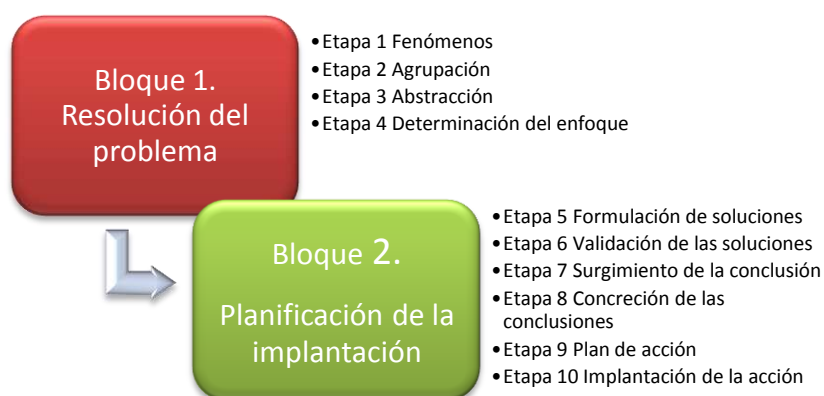 Bloque 1.
Resolución del
problema
•Etapa 1 Fenómenos
•Etapa 2 Agrupación
•Etapa 3 Abstracción
•Etapa 4 Determinación del enfoque
Bloque 2.
Planificación de la
implantación
•Etapa 5 Formulación de soluciones
•Etapa 6 Validación de las soluciones
•Etapa 7 Surgimiento de la conclusión
•Etapa 8 Concreción de las
conclusiones
•Etapa 9 Plan de acción
•Etapa 10 Implantación de la acción